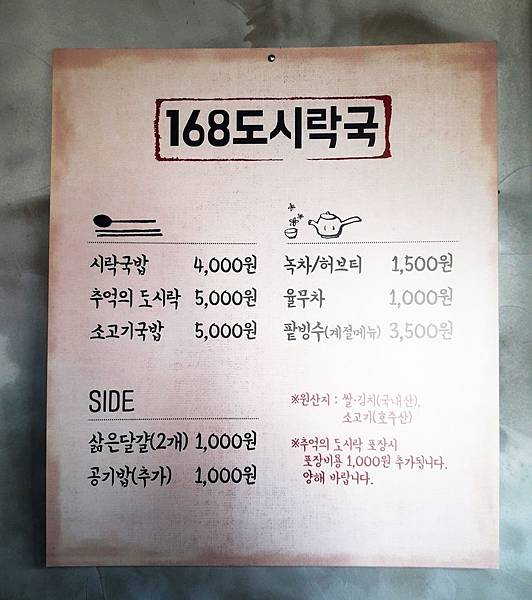 168도시락국
시락국밥 4,000원
추억의 도시락 5,000원
소고기국밥 5,000원
녹차/허브티 1,500원
율무차 1,000원
팥빙수(계절메뉴) 3,500원
SIDE
삶은달걀(2개) 1,000원
공기밥(추가) 1,000원
※원산지 : 쌀·김치(국내산),
소고기(호주산)
※추억의 도시락 포장시
포장비용 1,000원 추가됩니다.
양해 바랍니다.